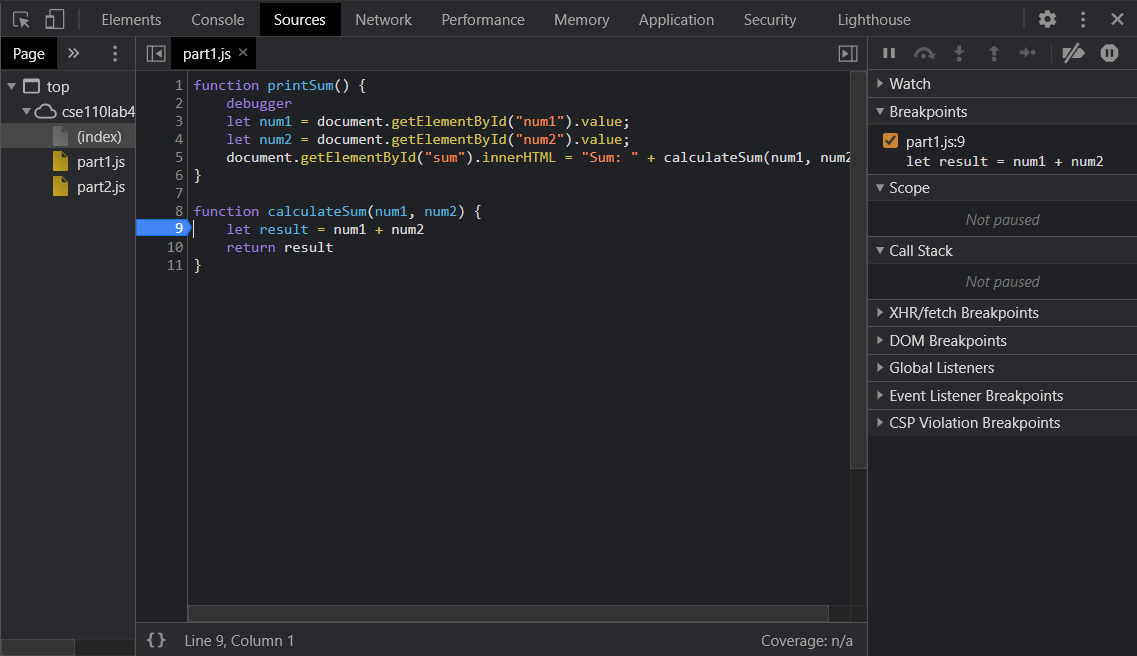 Elements Console Sources Network Performance Memory Application Security Lighthouse
Page
part1.js
top
cse110lab4
(index)
part1.js
part2.js
1 function printSum() {
2 debugger
3 let num1 = document.getElementById("num1").value;
4 let num2 = document.getElementById("num2").value;
5 document.getElementById("sum").innerHTML = "Sum: " + calculateSum(num1, num2
6 }
7
8 function calculateSum(num1, num2) {
9 let result = num1 + num2
10 return result
11 }
{} Line 9, Column 1
Coverage: n/a
Watch
Breakpoints
part1.js:9
let result = num1 + num2
Scope
Not paused
Call Stack
Not paused
XHR/fetch Breakpoints
DOM Breakpoints
Global Listeners
Event Listener Breakpoints
CSP Violation Breakpoints